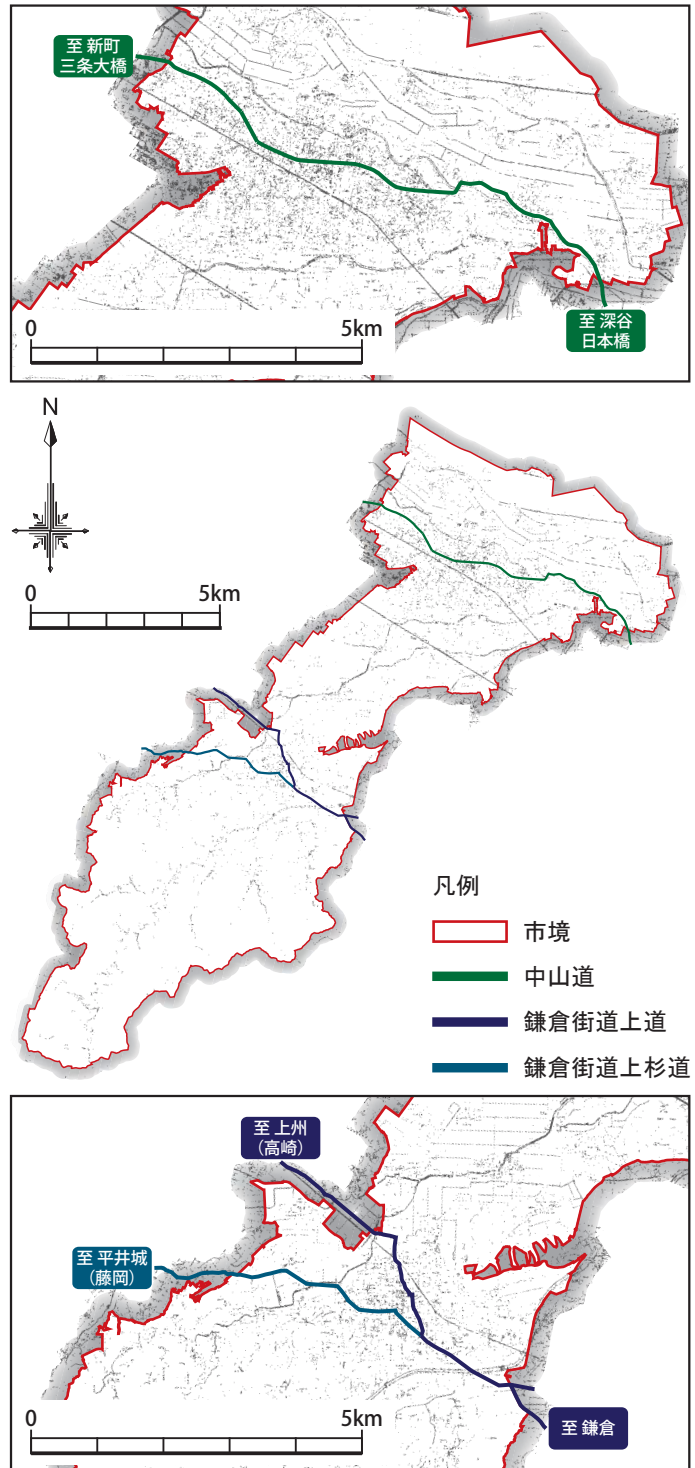 至 新町
三条大橋
0 5km
至 深谷
日本橋
N
0 5km
凡例
市境
中山道
鎌倉街道上道
鎌倉街道上杉道
至 上州
（高崎）
至 平井城
（藤岡）
0 5km
至 鎌倉